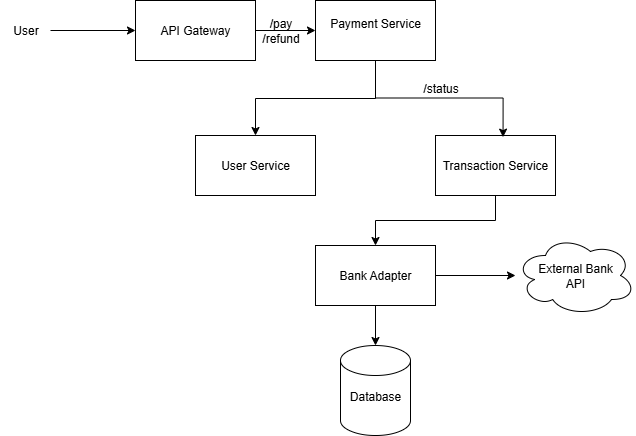 User
API Gateway
/pay
/refund
Payment Service
/status
User Service
Transaction Service
Bank Adapter
External Bank
API
Database